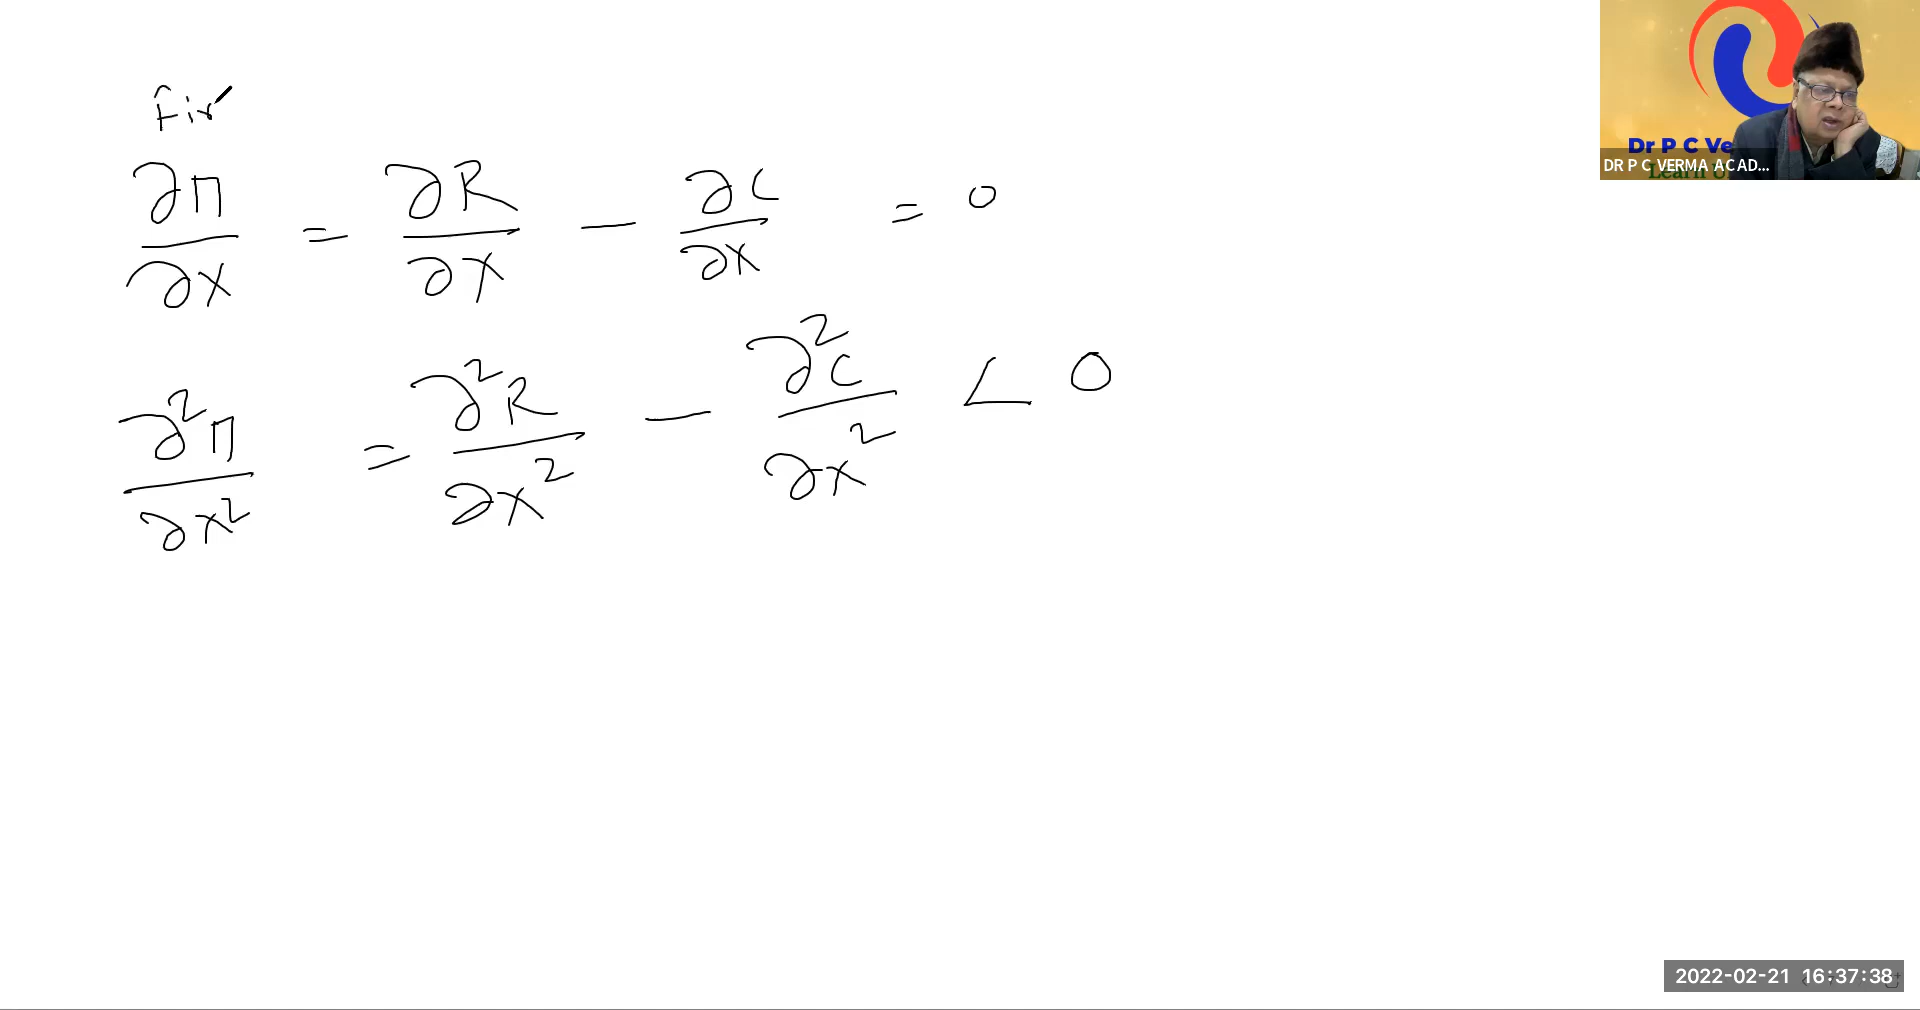 Fir
∂π/∂x = ∂R/∂x − ∂C/∂x = 0
∂²π/∂x² = ∂²R/∂x² − ∂²C/∂x² < 0
Dr P C Ve
Learn U
DR P C VERMA ACAD...
2022-02-21 16:37:38